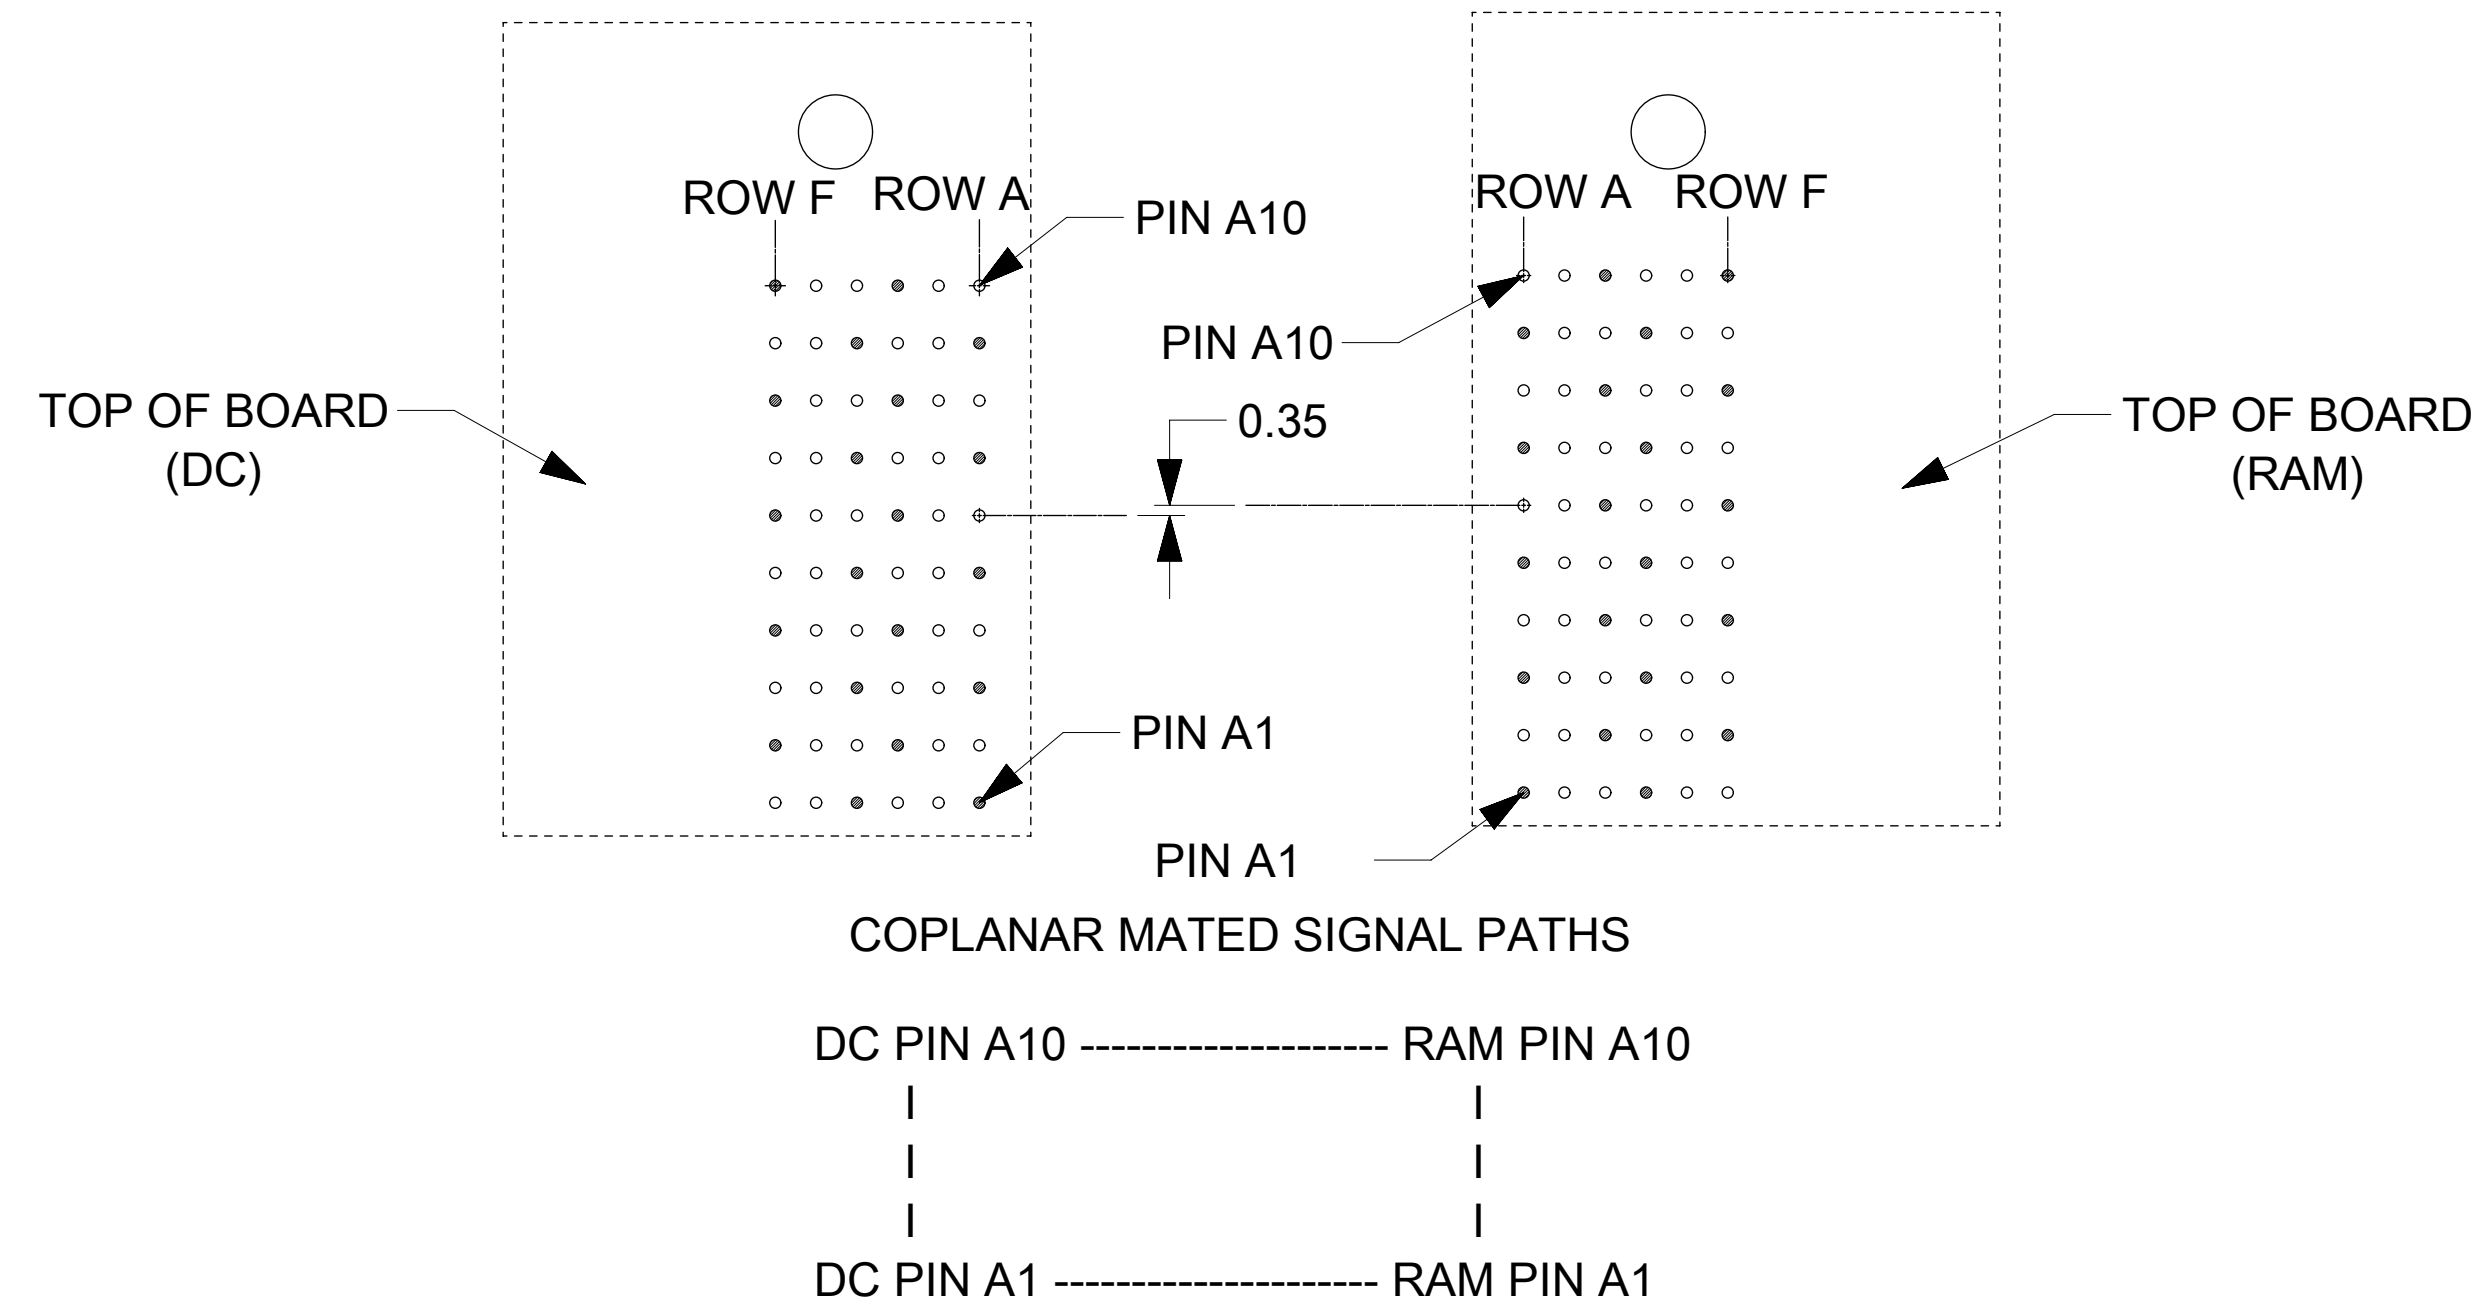 ROW F
ROW A
PIN A10
ROW A
ROW F
PIN A10
TOP OF BOARD
(DC)
0.35
TOP OF BOARD
(RAM)
PIN A1
PIN A1
COPLANAR MATED SIGNAL PATHS
DC PIN A10 -------------------- RAM PIN A10
| |
| |
| |
DC PIN A1 --------------------- RAM PIN A1